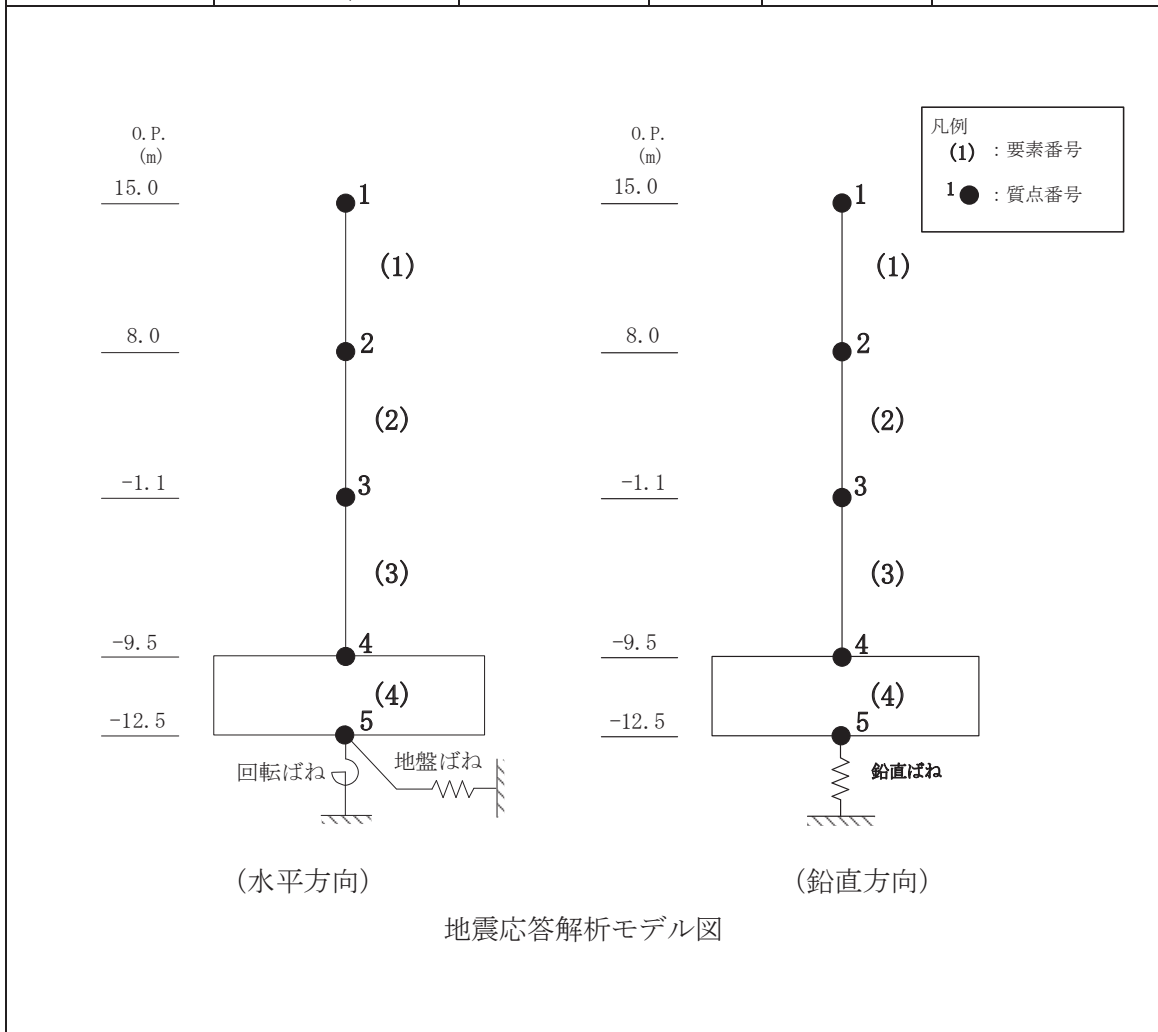 O.P.
(m)
15.0
8.0
-1.1
-9.5
-12.5
1
(1)
2
(2)
3
(3)
4
(4)
5
回転ばね
地盤ばね
(水平方向)
O.P.
(m)
15.0
8.0
-1.1
-9.5
-12.5
1
(1)
2
(2)
3
(3)
4
(4)
5
鉛直ばね
(鉛直方向)
凡例
(1) : 要素番号
1 ● : 質点番号
地震応答解析モデル図